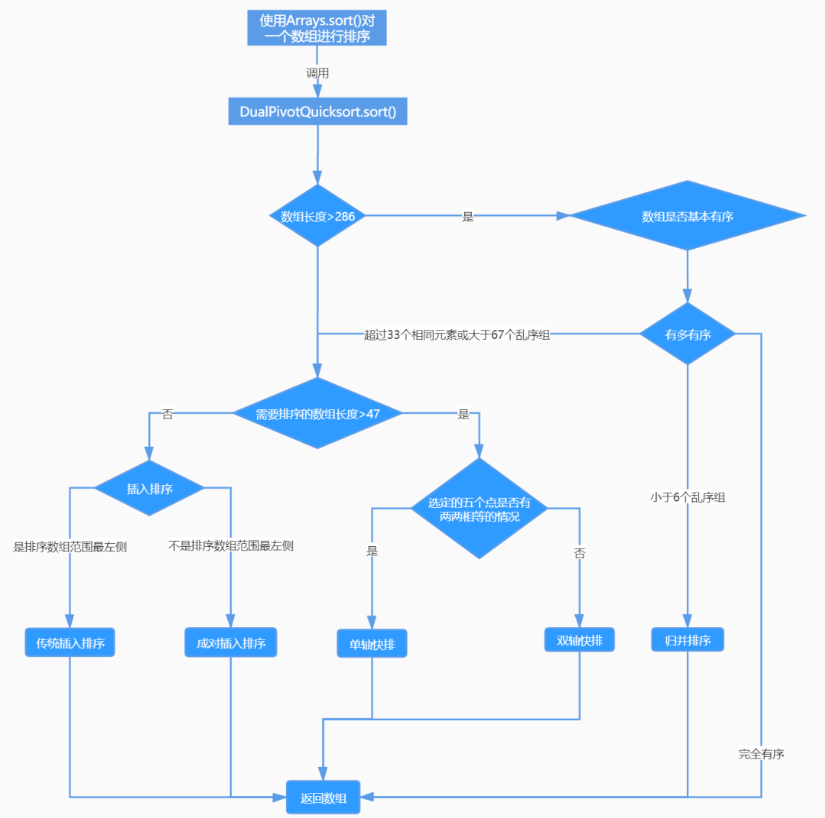 使用Arrays.sort()对
一个数组进行排序
调用
DualPivotQuicksort.sort()
数组长度>286
是
数组是否基本有序
超过33个相同元素或大于67个乱序组
有多有序
否
需要排序的数组长度>47
是
插入排序
选定的五个点是否有
两两相等的情况
小于6个乱序组
是排序数组范围最左侧
不是排序数组范围最左侧
是
否
传统插入排序
成对插入排序
单轴快排
双轴快排
归并排序
完全有序
返回数组